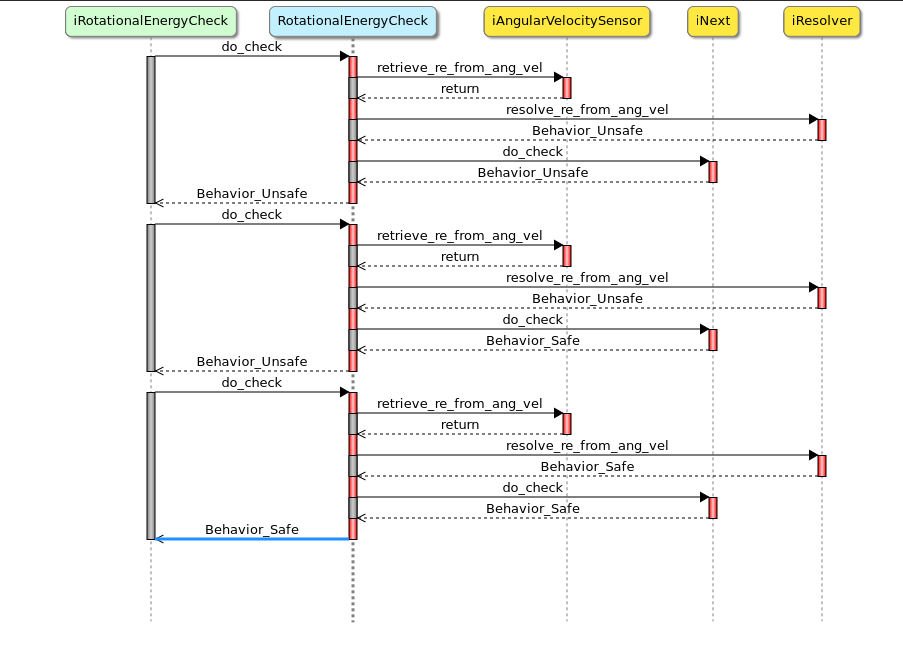 iRotationalEnergyCheck RotationalEnergyCheck iAngularVelocitySensor iNext iResolver
do_check
retrieve_re_from_ang_vel
return
resolve_re_from_ang_vel
Behavior_Unsafe
do_check
Behavior_Unsafe
Behavior_Unsafe
do_check
retrieve_re_from_ang_vel
return
resolve_re_from_ang_vel
Behavior_Unsafe
do_check
Behavior_Safe
Behavior_Unsafe
do_check
retrieve_re_from_ang_vel
return
resolve_re_from_ang_vel
Behavior_Safe
do_check
Behavior_Safe
Behavior_Safe